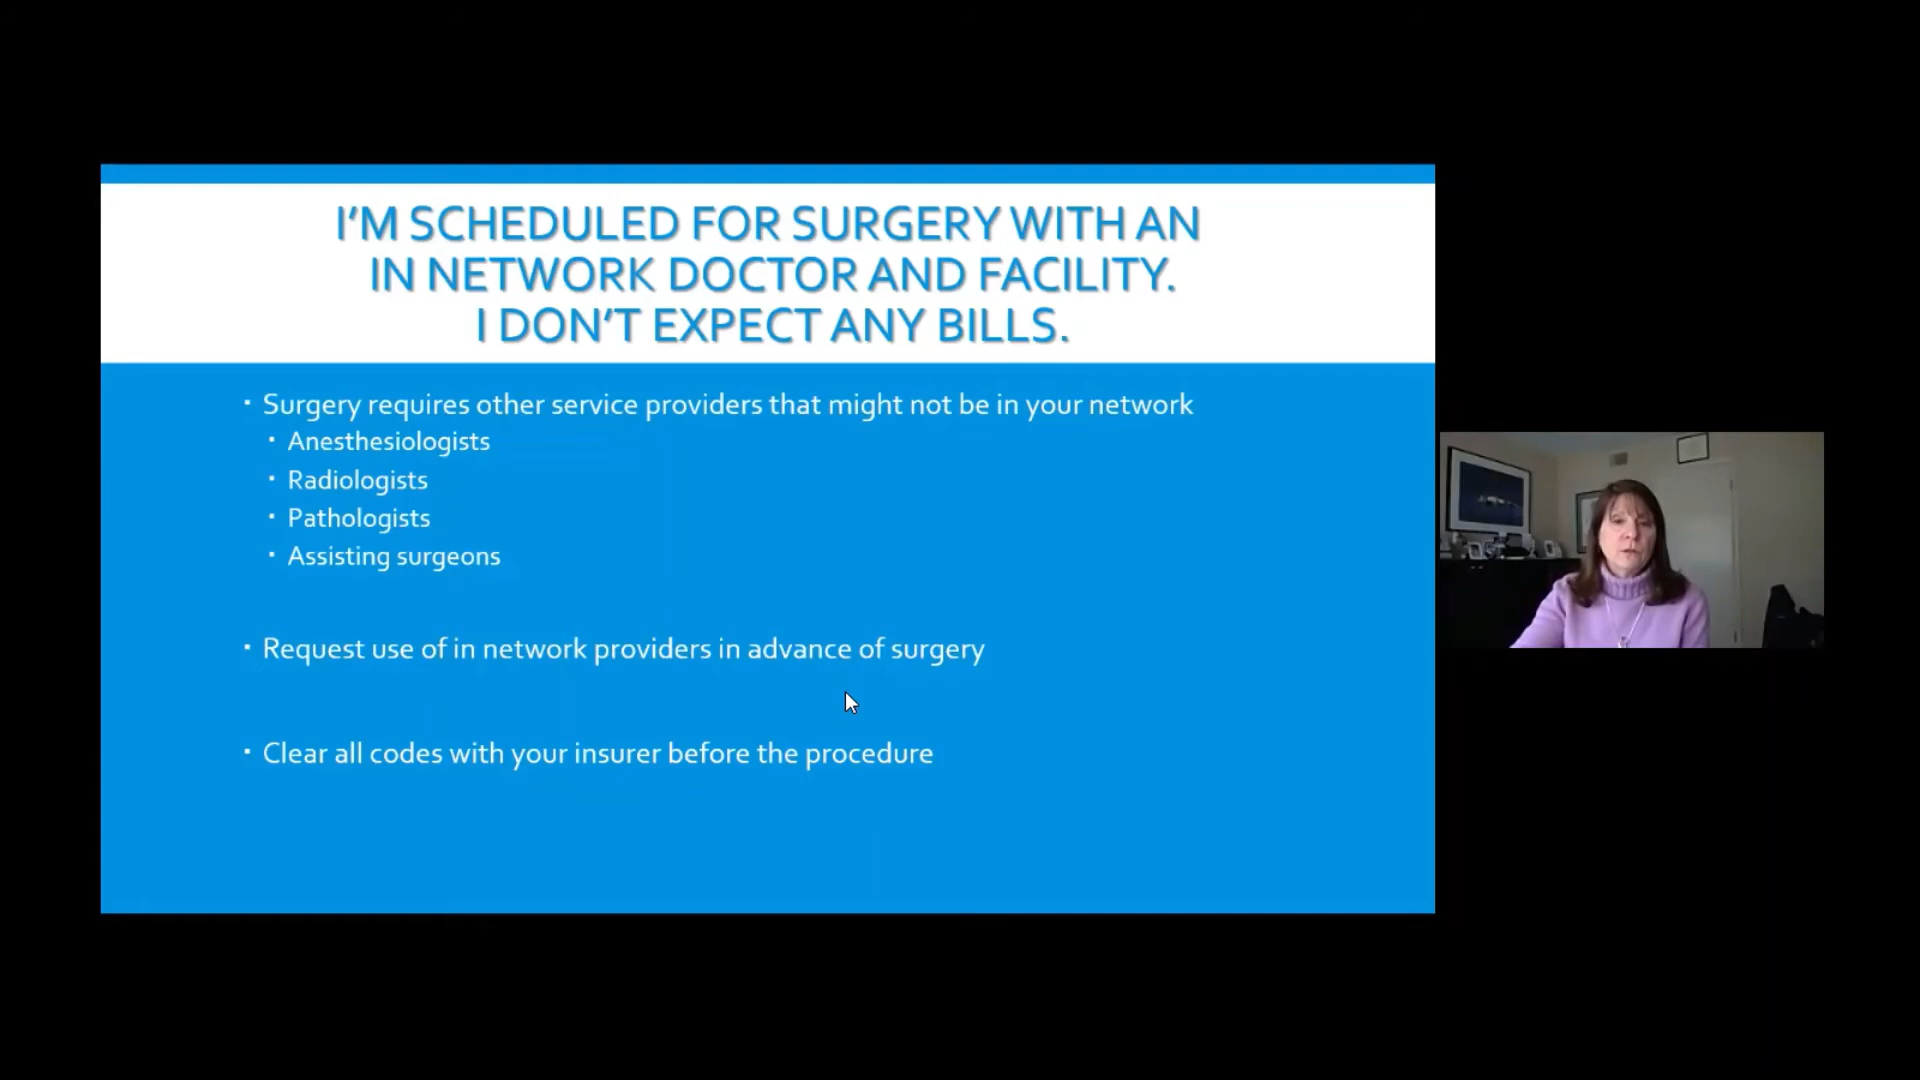 I'M SCHEDULED FOR SURGERY WITH AN
IN NETWORK DOCTOR AND FACILITY.
I DON'T EXPECT ANY BILLS.
▪ Surgery requires other service providers that might not be in your network
▪ Anesthesiologists
▪ Radiologists
▪ Pathologists
▪ Assisting surgeons
▪ Request use of in network providers in advance of surgery
▪ Clear all codes with your insurer before the procedure